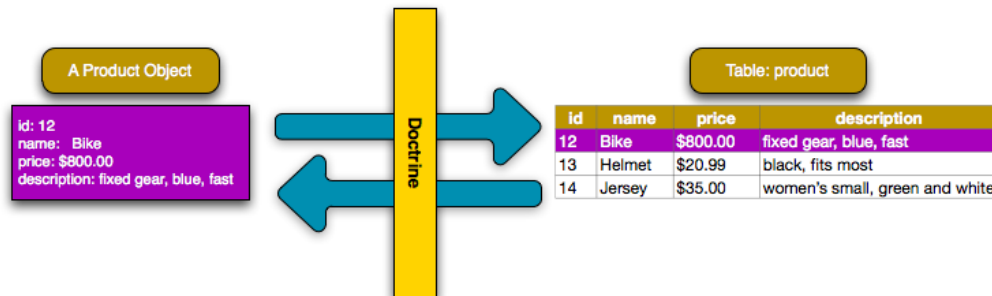 A Product Object
id: 12
name: Bike
price: $800.00
description: fixed gear, blue, fast
Doctrine
Table: product
id name price description
12 Bike $800.00 fixed gear, blue, fast
13 Helmet $20.99 black, fits most
14 Jersey $35.00 women's small, green and white